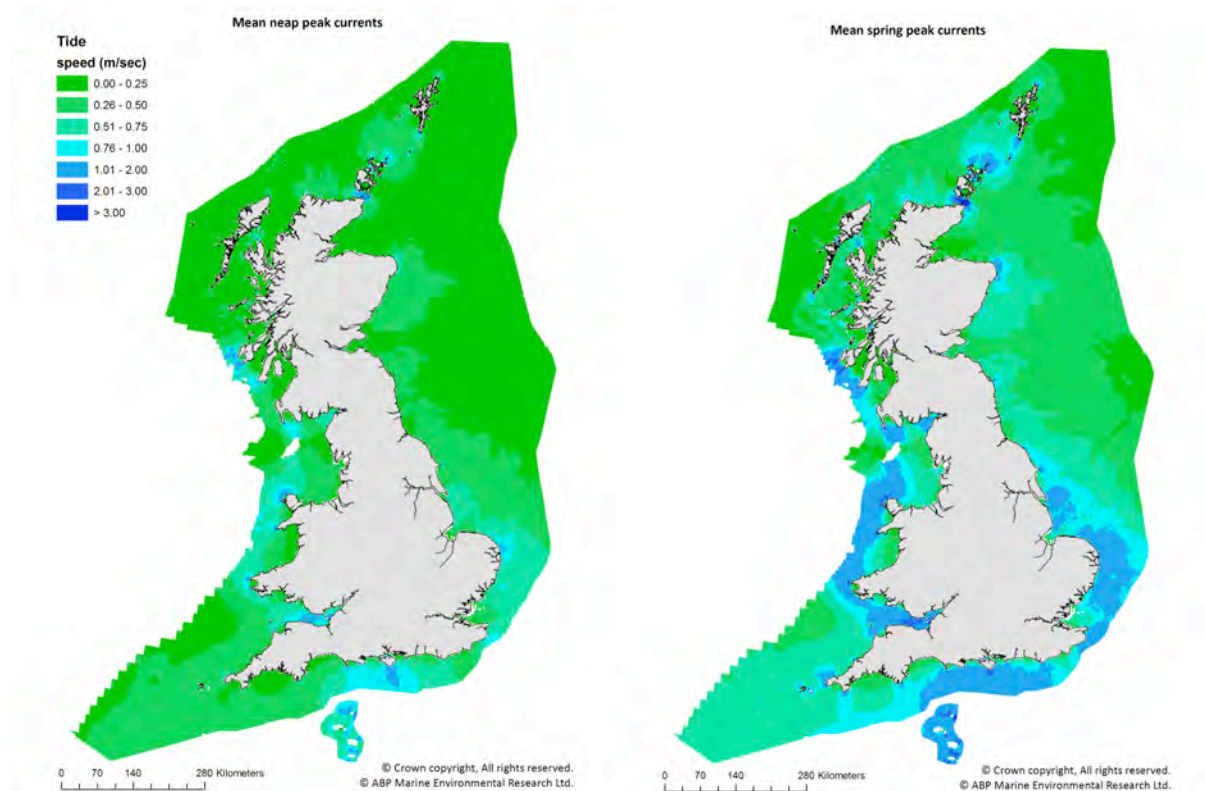 Mean neap peak currents
Tide
speed (m/sec)
0.00 - 0.25
0.26 - 0.50
0.51 - 0.75
0.76 - 1.00
1.01 - 2.00
2.01 - 3.00
> 3.00
0 70 140 280 Kilometers
© Crown copyright, All rights reserved.
© ABP Marine Environmental Research Ltd.
Mean spring peak currents
0 70 140 280 Kilometers
© Crown copyright, All rights reserved.
© ABP Marine Environmental Research Ltd.